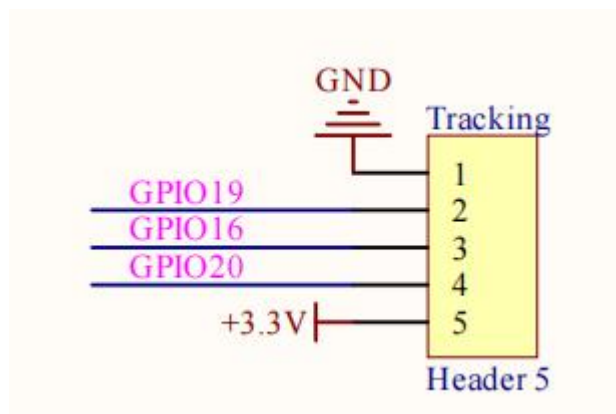 GND
Tracking
1
GPIO19
2
GPIO16
3
GPIO20
4
+3.3V
5
Header 5